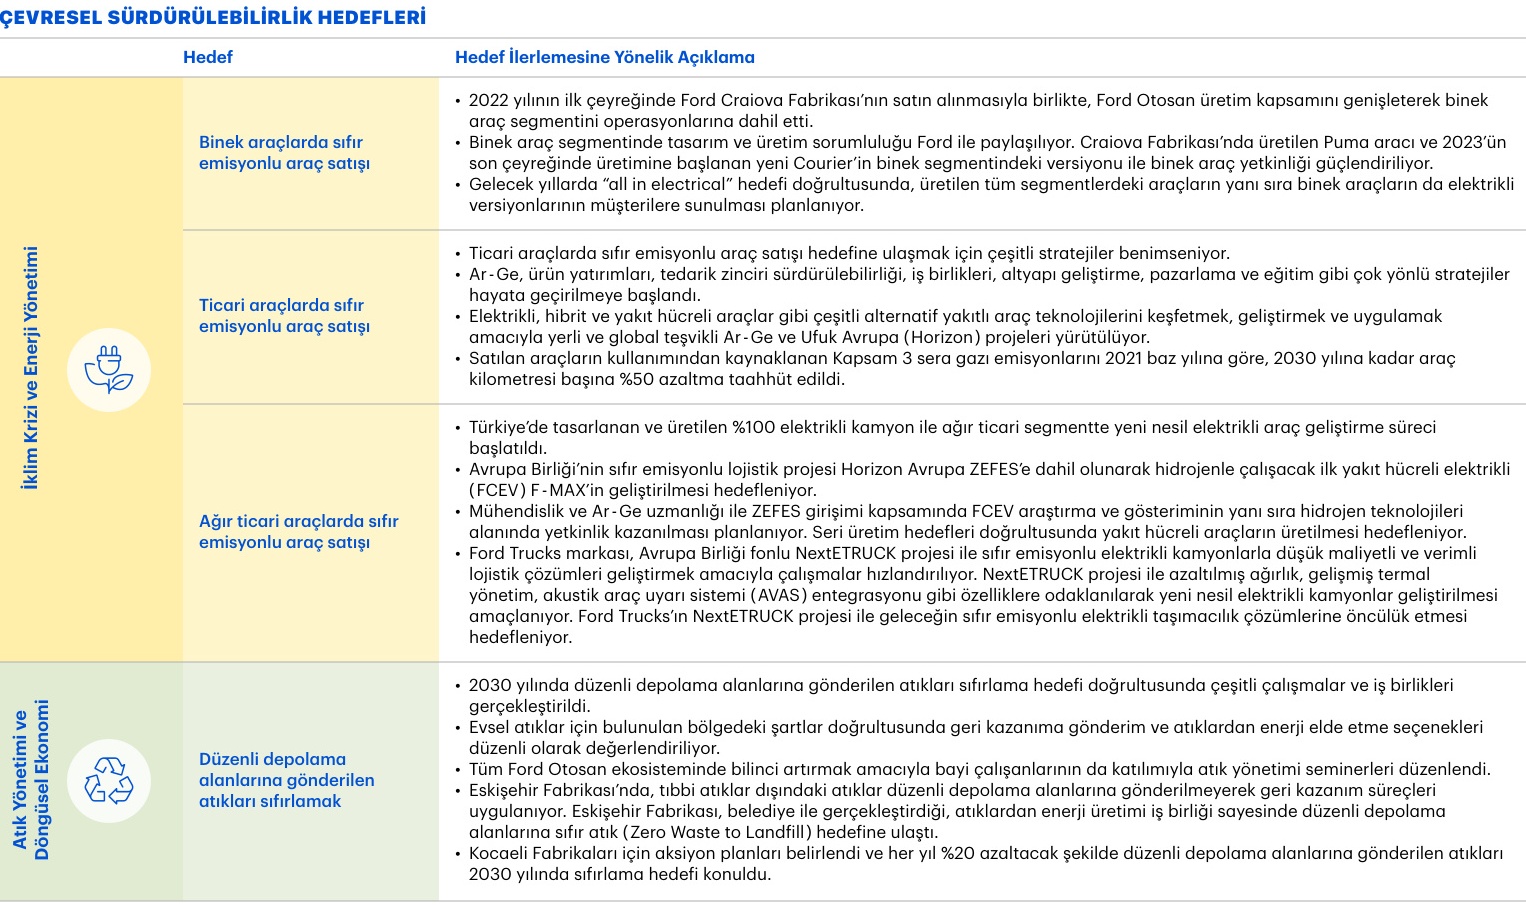 ÇEVRESEL SÜRDÜRÜLEBİLİRLİK HEDEFLERİ
Hedef
Hedef İlerlemesine Yönelik Açıklama
İklim Krizi ve Enerji Yönetimi
Binek araçlarda sıfır
emisyonlu araç satışı
• 2022 yılının ilk çeyreğinde Ford Craiova Fabrikası’nın satın alınmasıyla birlikte, Ford Otosan üretim kapsamını genişleterek binek
araç segmentini operasyonlarına dahil etti.
• Binek araç segmentinde tasarım ve üretim sorumluluğu Ford ile paylaşılıyor. Craiova Fabrikası’nda üretilen Puma aracı ve 2023’ün
son çeyreğinde üretimine başlanan yeni Courier’in binek segmentindeki versiyonu ile binek araç yetkinliği güçlendiriliyor.
• Gelecek yıllarda “all in electrical” hedefi doğrultusunda, üretilen tüm segmentlerdeki araçların yanı sıra binek araçların da elektrikli
versiyonlarının müşterilere sunulması planlanıyor.
Ticari araçlarda sıfır
emisyonlu araç satışı
• Ticari araçlarda sıfır emisyonlu araç satışı hedefine ulaşmak için çeşitli stratejiler benimseniyor.
• Ar-Ge, ürün yatırımları, tedarik zinciri sürdürülebilirliği, iş birlikleri, altyapı geliştirme, pazarlama ve eğitim gibi çok yönlü stratejiler
hayata geçirilmeye başlandı.
• Elektrikli, hibrit ve yakıt hücreli araçlar gibi çeşitli alternatif yakıtlı araç teknolojilerini keşfetmek, geliştirmek ve uygulamak
amacıyla yerli ve global teşvikli Ar-Ge ve Ufuk Avrupa (Horizon) projeleri yürütülüyor.
• Satılan araçların kullanımından kaynaklanan Kapsam 3 sera gazı emisyonlarını 2021 baz yılına göre, 2030 yılına kadar araç
kilometresi başına %50 azaltma taahhüt edildi.
Ağır ticari araçlarda sıfır
emisyonlu araç satışı
• Türkiye’de tasarlanan ve üretilen %100 elektrikli kamyon ile ağır ticari segmentte yeni nesil elektrikli araç geliştirme süreci
başlatıldı.
• Avrupa Birliği’nin sıfır emisyonlu lojistik projesi Horizon Avrupa ZEFES’e dahil olunarak hidrojenle çalışacak ilk yakıt hücreli elektrikli
(FCEV) F-MAX’in geliştirilmesi hedefleniyor.
• Mühendislik ve Ar-Ge uzmanlığı ile ZEFES girişimi kapsamında FCEV araştırma ve gösteriminin yanı sıra hidrojen teknolojileri
alanında yetkinlik kazanılması planlanıyor. Seri üretim hedefleri doğrultusunda yakıt hücreli araçların üretilmesi hedefleniyor.
• Ford Trucks markası, Avrupa Birliği fonlu NextETRUCK projesi ile sıfır emisyonlu elektrikli kamyonlarla düşük maliyetli ve verimli
lojistik çözümleri geliştirmek amacıyla çalışmalar hızlandırılıyor. NextETRUCK projesi ile azaltılmış ağırlık, gelişmiş termal
yönetim, akustik araç uyarı sistemi (AVAS) entegrasyonu gibi özelliklere odaklanılarak yeni nesil elektrikli kamyonlar geliştirilmesi
amaçlanıyor. Ford Trucks’ın NextETRUCK projesi ile geleceğin sıfır emisyonlu elektrikli taşımacılık çözümlerine öncülük etmesi
hedefleniyor.
Atık Yönetimi ve
Döngüsel Ekonomi
Düzenli depolama
alanlarına gönderilen
atıkları sıfırlamak
• 2030 yılında düzenli depolama alanlarına gönderilen atıkları sıfırlama hedefi doğrultusunda çeşitli çalışmalar ve iş birlikleri
gerçekleştirildi.
• Evsel atıklar için bulunulan bölgedeki şartlar doğrultusunda geri kazanıma gönderim ve atıklardan enerji elde etme seçenekleri
düzenli olarak değerlendiriliyor.
• Tüm Ford Otosan ekosisteminde bilinci artırmak amacıyla bayi çalışanlarının da katılımıyla atık yönetimi seminerleri düzenlendi.
• Eskişehir Fabrikası’nda, tıbbi atıklar dışındaki atıklar düzenli depolama alanlarına gönderilmeyerek geri kazanım süreçleri
uygulanıyor. Eskişehir Fabrikası, belediye ile gerçekleştirdiği, atıklardan enerji üretimi iş birliği sayesinde düzenli depolama
alanlarına sıfır atık (Zero Waste to Landfill) hedefine ulaştı.
• Kocaeli Fabrikaları için aksiyon planları belirlendi ve her yıl %20 azaltacak şekilde düzenli depolama alanlarına gönderilen atıkları
2030 yılında sıfırlama hedefi konuldu.